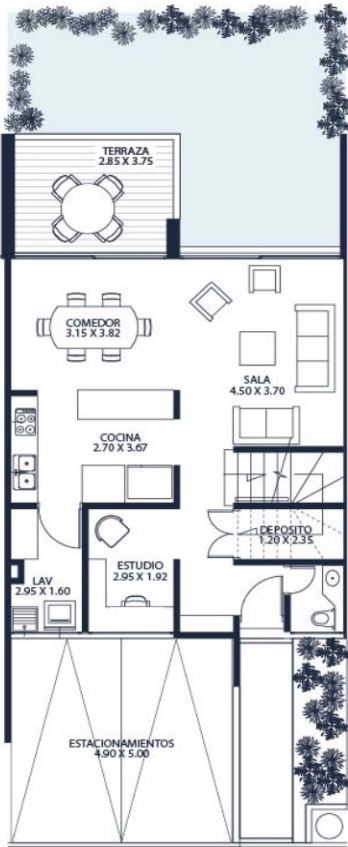 TERRAZA
2.85 X 3.75
COMEDOR
3.15 X 3.82
SALA
4.50 X 3.70
COCINA
2.70 X 3.67
DEPOSITO
1.20 X 2.35
ESTUDIO
2.95 X 1.92
LAV
2.95 X 1.60
ESTACIONAMIENTOS
4.90 X 5.00